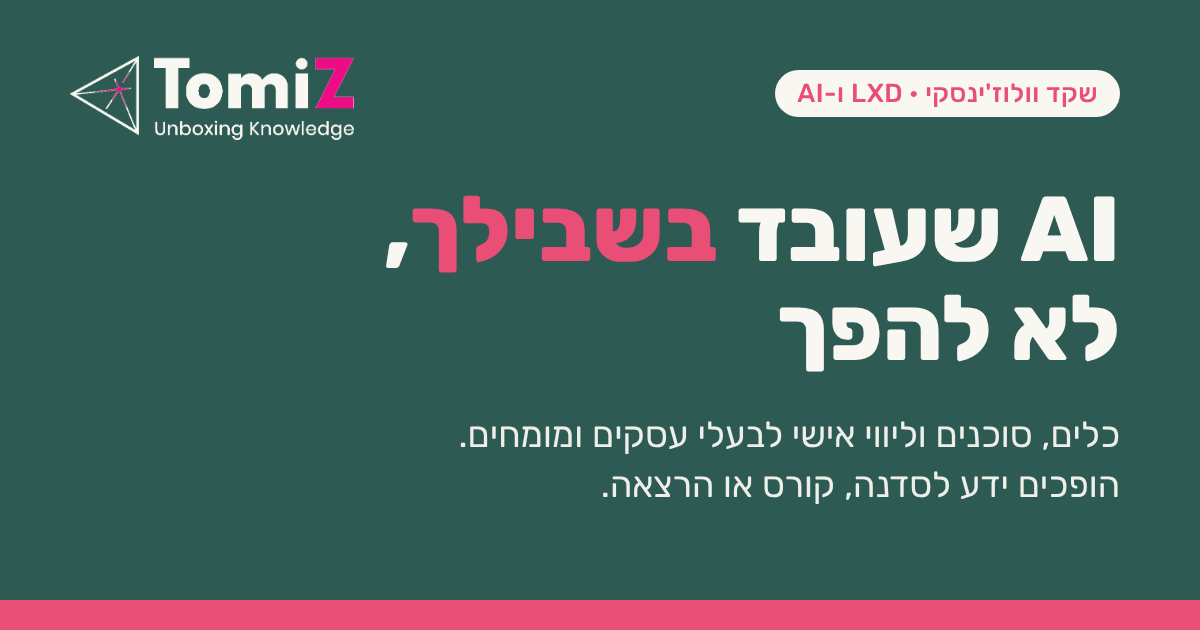 TomiZ
Unboxing Knowledge
שקד וולוז'ינסקי • LXD ו-AI
AI שעובד בשבילך,
לא להפך
כלים, סוכנים וליווי אישי לבעלי עסקים ומומחים.
הופכים ידע לסדנה, קורס או הרצאה.